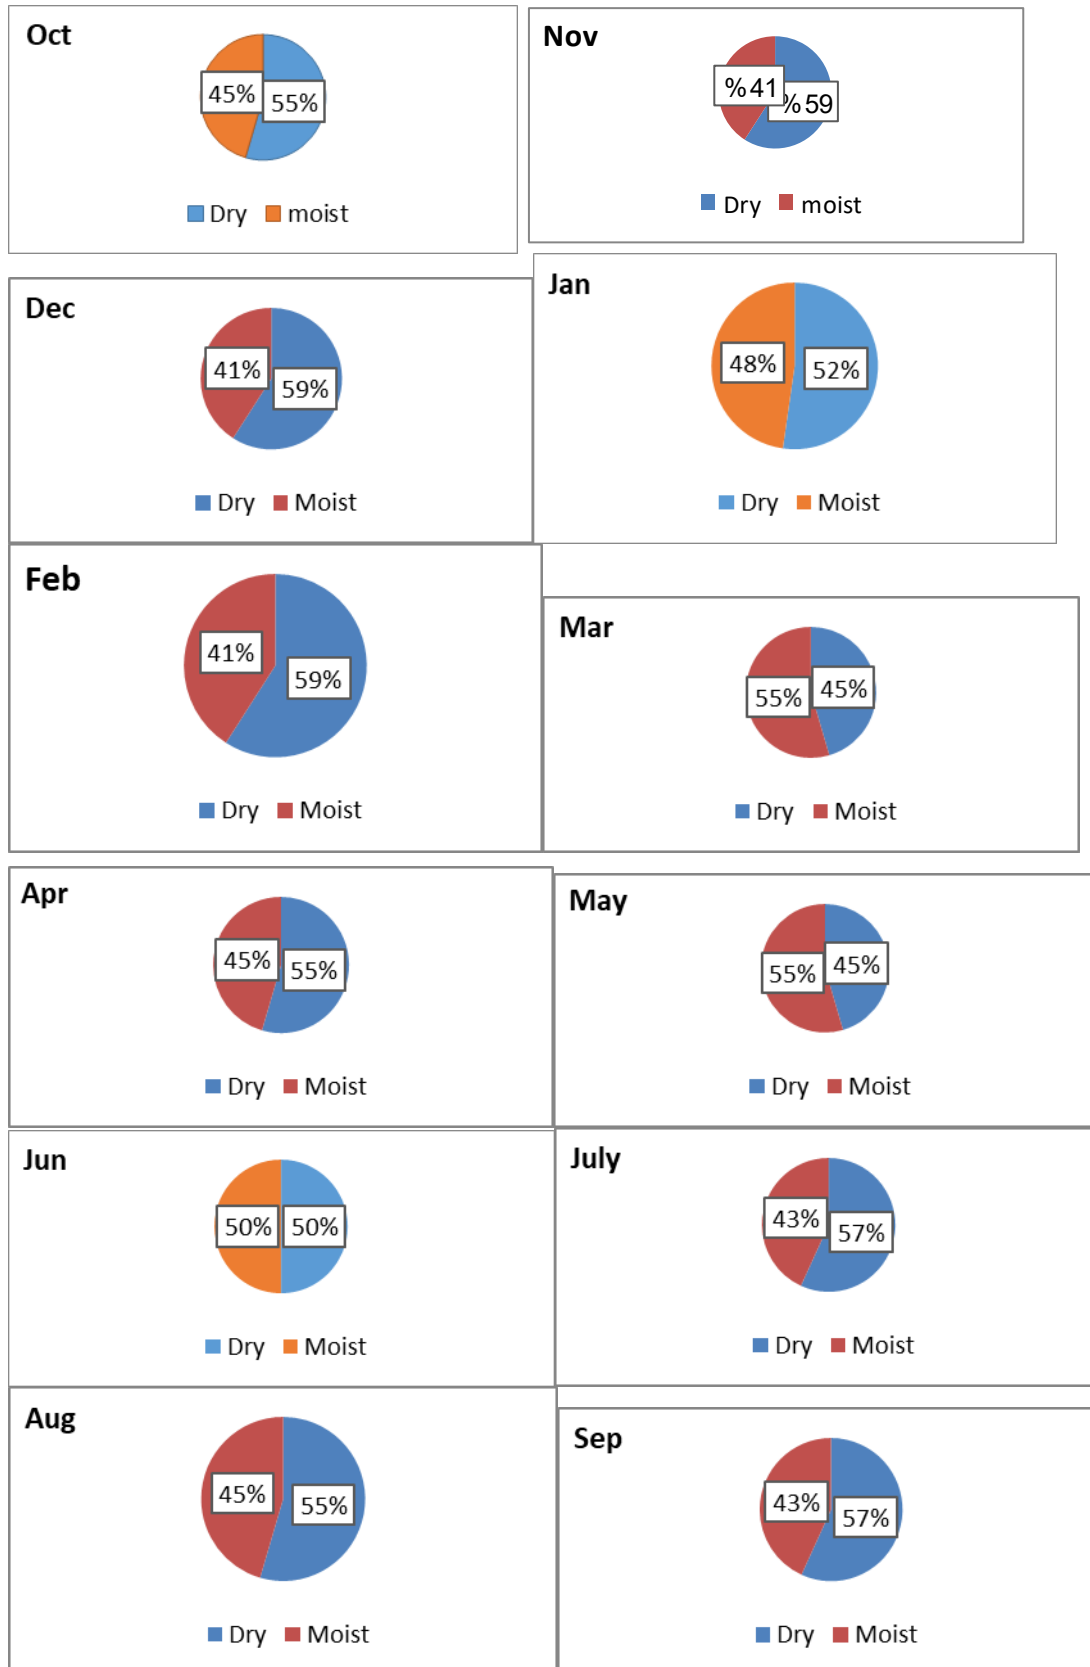 Oct
45% 55%
Dry moist
Nov
% 41 % 59
Dry moist
Dec
41% 59%
Dry Moist
Jan
48% 52%
Dry Moist
Feb
41% 59%
Dry Moist
Mar
55% 45%
Dry Moist
Apr
45% 55%
Dry Moist
May
55% 45%
Dry Moist
Jun
50% 50%
Dry Moist
July
43% 57%
Dry Moist
Aug
45% 55%
Dry Moist
Sep
43% 57%
Dry Moist